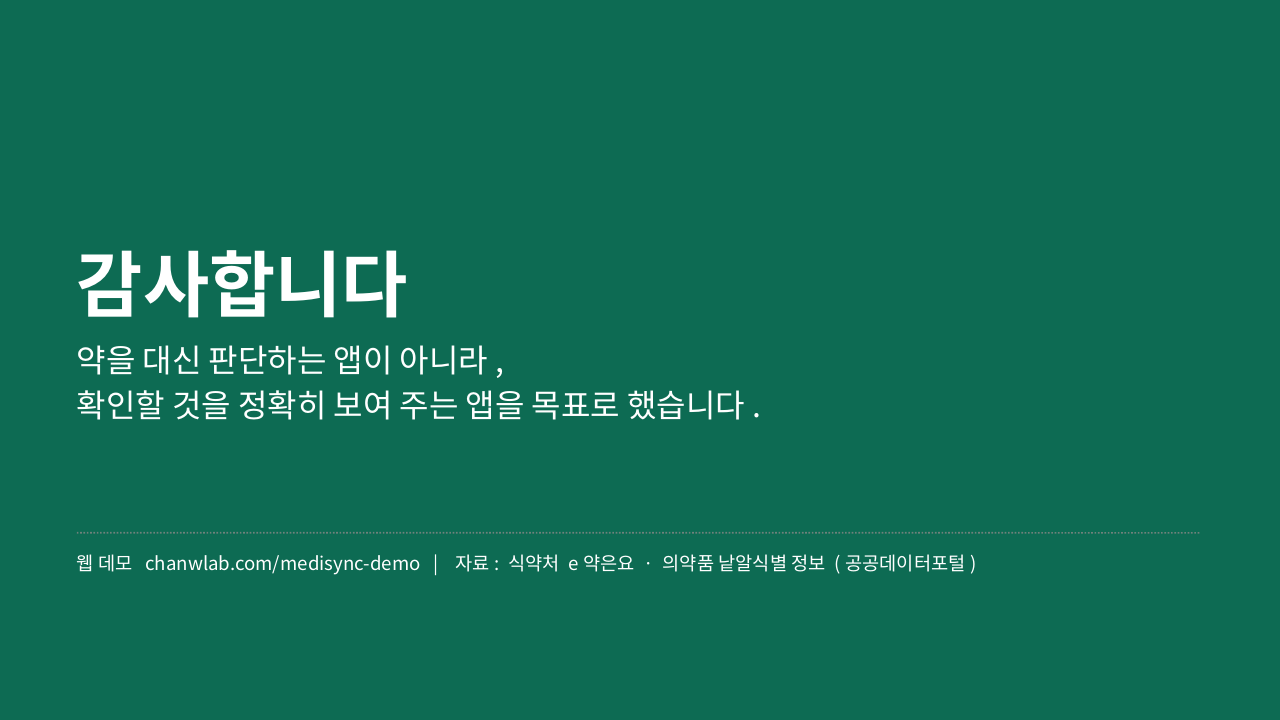 감사합니다
약을 대신 판단하는 앱이 아니라 ,
확인할 것을 정확히 보여 주는 앱을 목표로 했습니다 .
웹 데모 chanwlab.com/medisync-demo | 자료 : 식약처 e 약은요 · 의약품 낱알식별 정보 ( 공공데이터포털 )